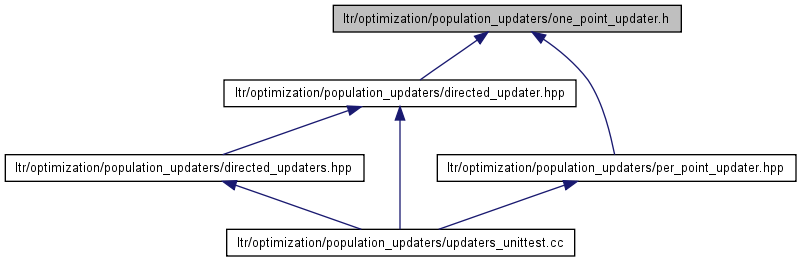 ltr/optimization/population_updaters/one_point_updater.h
ltr/optimization/population_updaters/directed_updater.hpp
ltr/optimization/population_updaters/directed_updaters.hpp
ltr/optimization/population_updaters/per_point_updater.hpp
ltr/optimization/population_updaters/updaters_unittest.cc